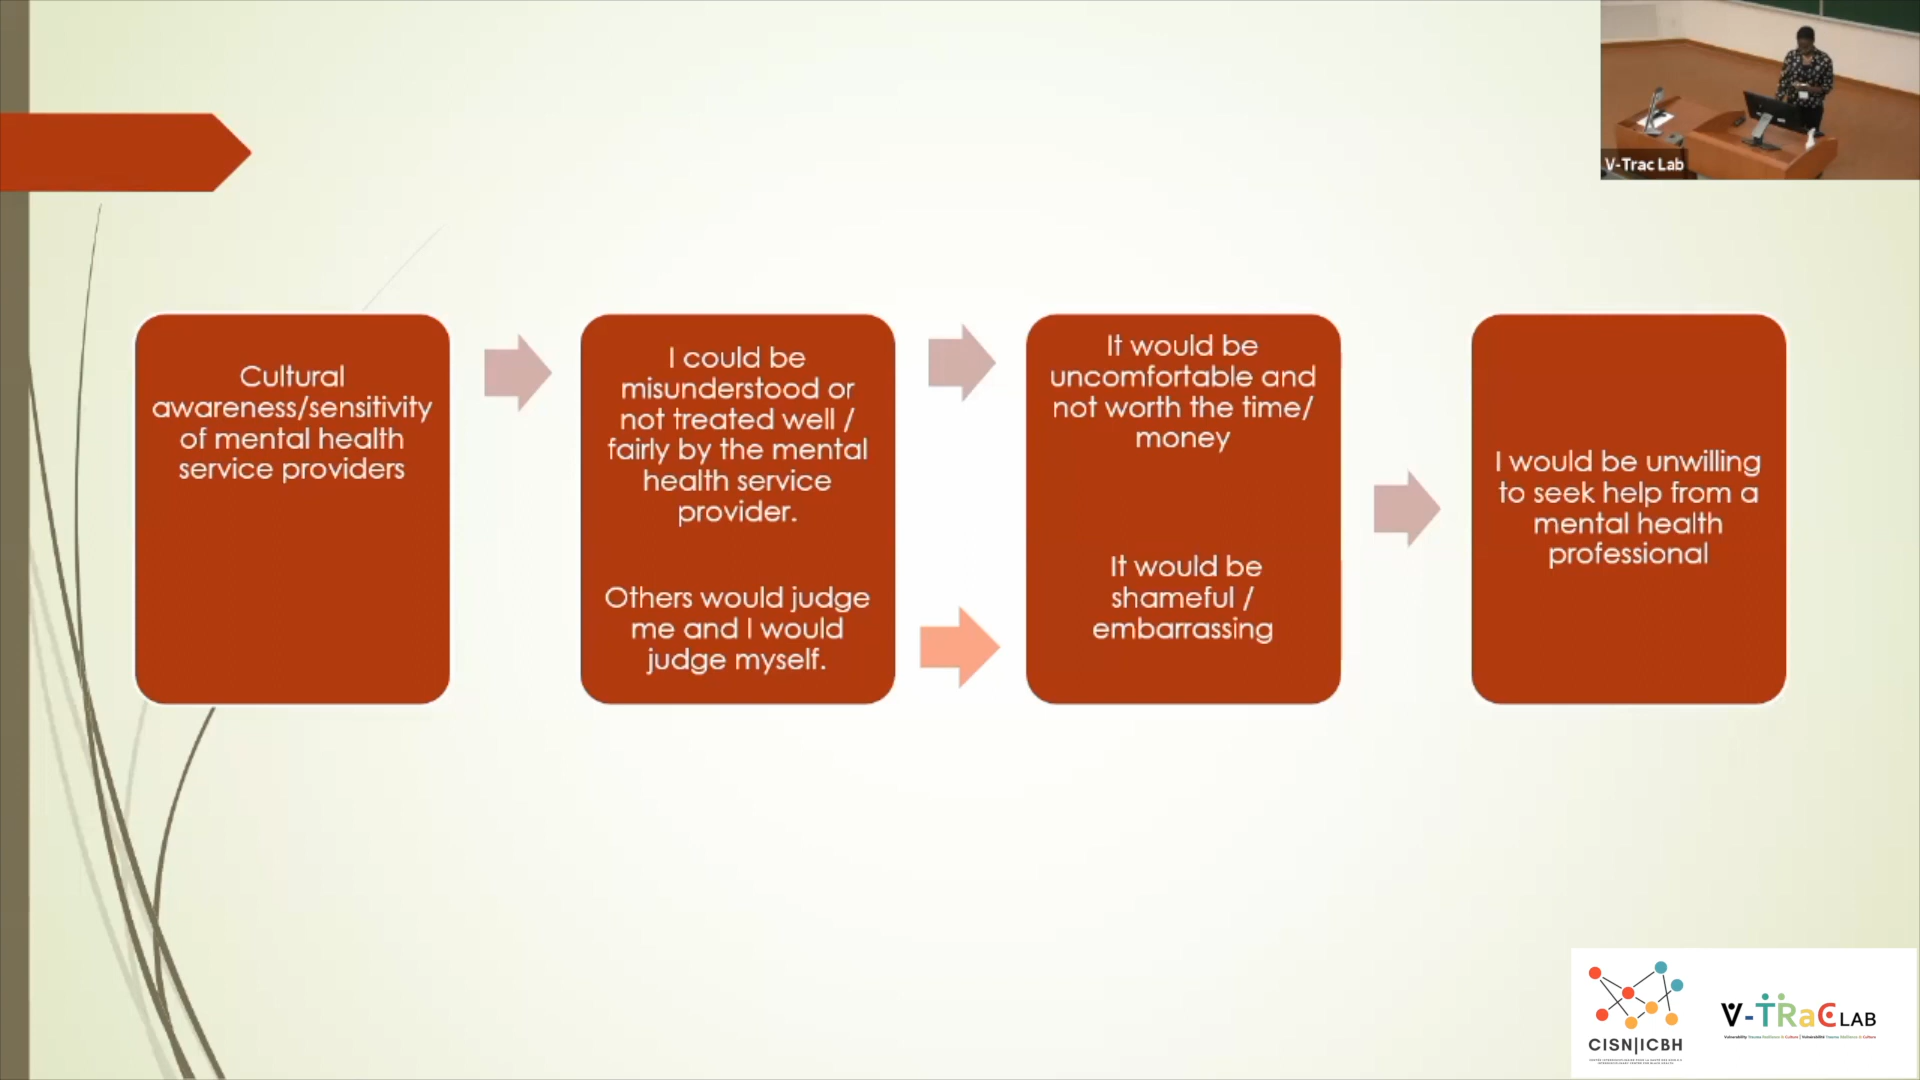 V-Trac Lab
Cultural
awareness/sensitivity
of mental health
service providers
I could be
misunderstood or
not treated well /
fairly by the mental
health service
provider.
Others would judge
me and I would
judge myself.
It would be
uncomfortable and
not worth the time/
money
It would be
shameful /
embarrassing
I would be unwilling
to seek help from a
mental health
professional
CISN|ICBH
V-TRaC LAB